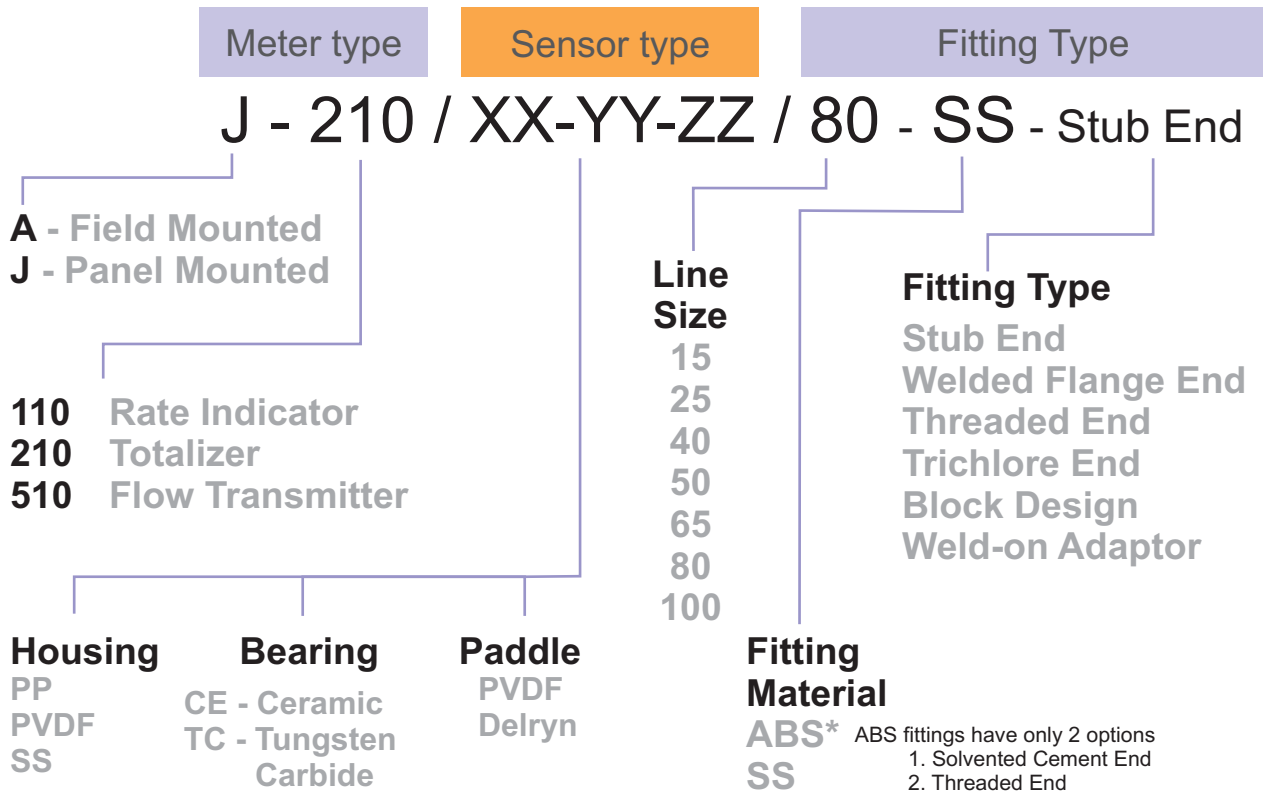 Meter type Sensor type Fitting Type
J - 210 / XX-YY-ZZ / 80 - SS - Stub End
A - Field Mounted
J - Panel Mounted
110 Rate Indicator
210 Totalizer
510 Flow Transmitter
Housing
PP
PVDF
SS
Bearing
CE - Ceramic
TC - Tungsten
Carbide
Paddle
PVDF
Delryn
Line
Size
15
25
40
50
65
80
100
Fitting
Material
ABS*
SS
ABS fittings have only 2 options
1. Solvented Cement End
2. Threaded End
Fitting Type
Stub End
Welded Flange End
Threaded End
Trichlore End
Block Design
Weld-on Adaptor